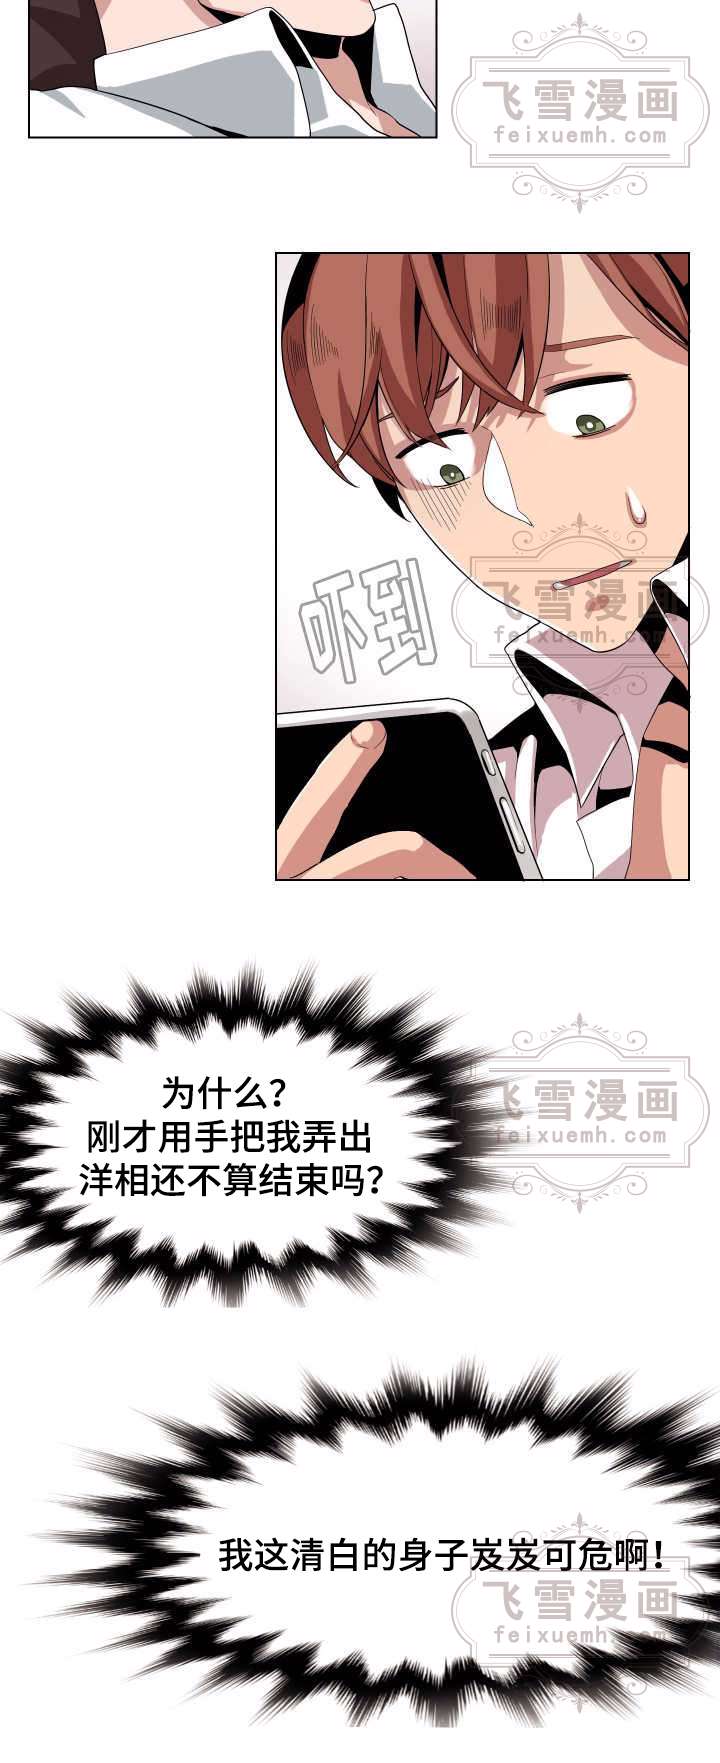 飞雪漫画
feixuemh.com
吓到
飞雪漫画
feixuemh.com
飞雪漫画
feixuemh.com
为什么?
刚才用手把我弄出
洋相还不算结束吗?
我这清白的身子岌岌可危啊!
飞雪漫画
feixuemh.com